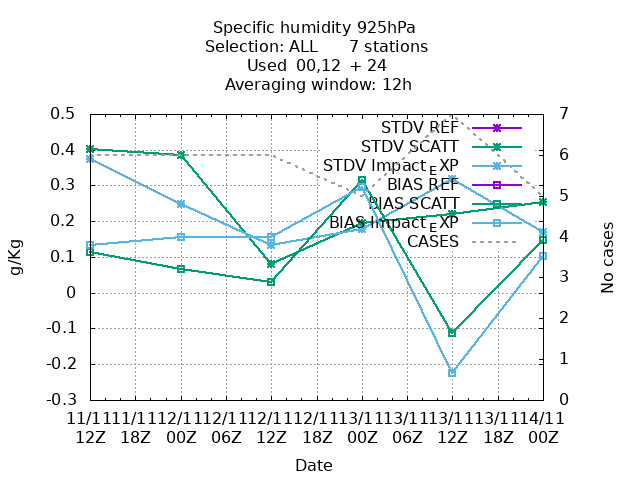 Specific humidity 925hPa
Selection: ALL 7 stations
Used 00,12 + 24
Averaging window: 12h
0.5
0.4
0.3
0.2
0.1
0
-0.1
-0.2
-0.3
g/Kg
7
6
5
4
3
2
1
0
No cases
STDV REF
STDV SCATT
STDV Impact EXP
BIAS REF
BIAS SCATT
BIAS Impact EXP
CASES
11/11 11/11 12/11 12/11 12/11 12/11 13/11 13/11 13/11 13/11 14/11
12Z 18Z 00Z 06Z 12Z 18Z 00Z 06Z 12Z 18Z 00Z
Date